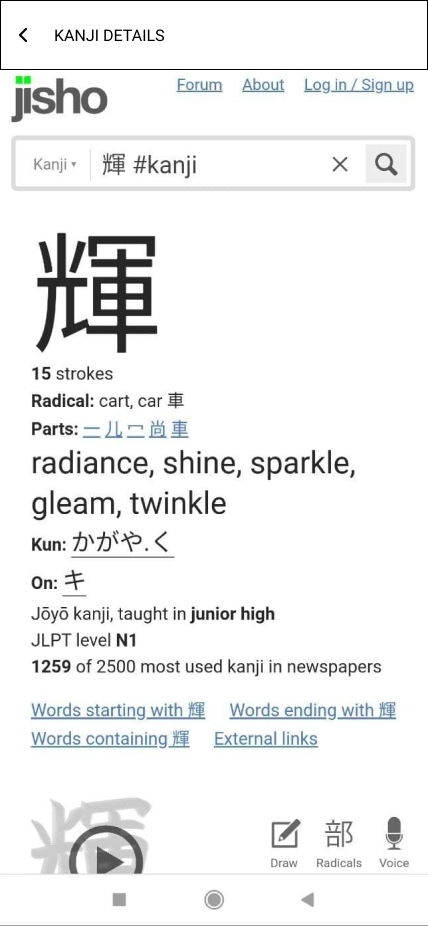 KANJI DETAILS
jisho
Forum About Log in / Sign up
Kanji ▾ 輝 #kanji
輝
15 strokes
Radical: cart, car 車
Parts: 一 儿 冖 尚 車
radiance, shine, sparkle,
gleam, twinkle
Kun: かがや.く
On: キ
Jōyō kanji, taught in junior high
JLPT level N1
1259 of 2500 most used kanji in newspapers
Words starting with 輝 Words ending with 輝
Words containing 輝 External links
輝
部
Draw Radicals Voice